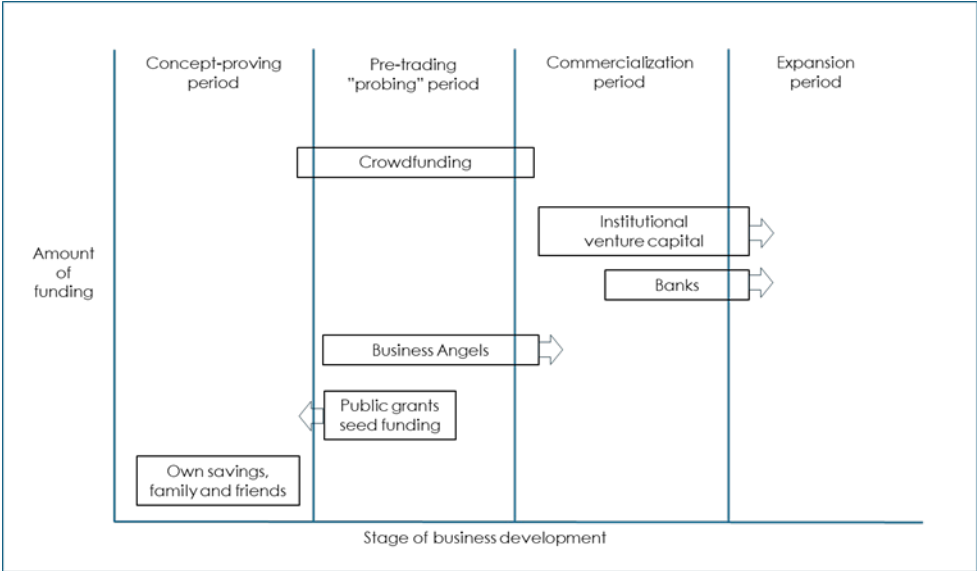 Concept-proving
period
Pre-trading
”probing” period
Commercialization
period
Expansion
period
Crowdfunding
Institutional
venture capital
Amount
of
funding
Banks
Business Angels
Public grants
seed funding
Own savings,
family and friends
Stage of business development